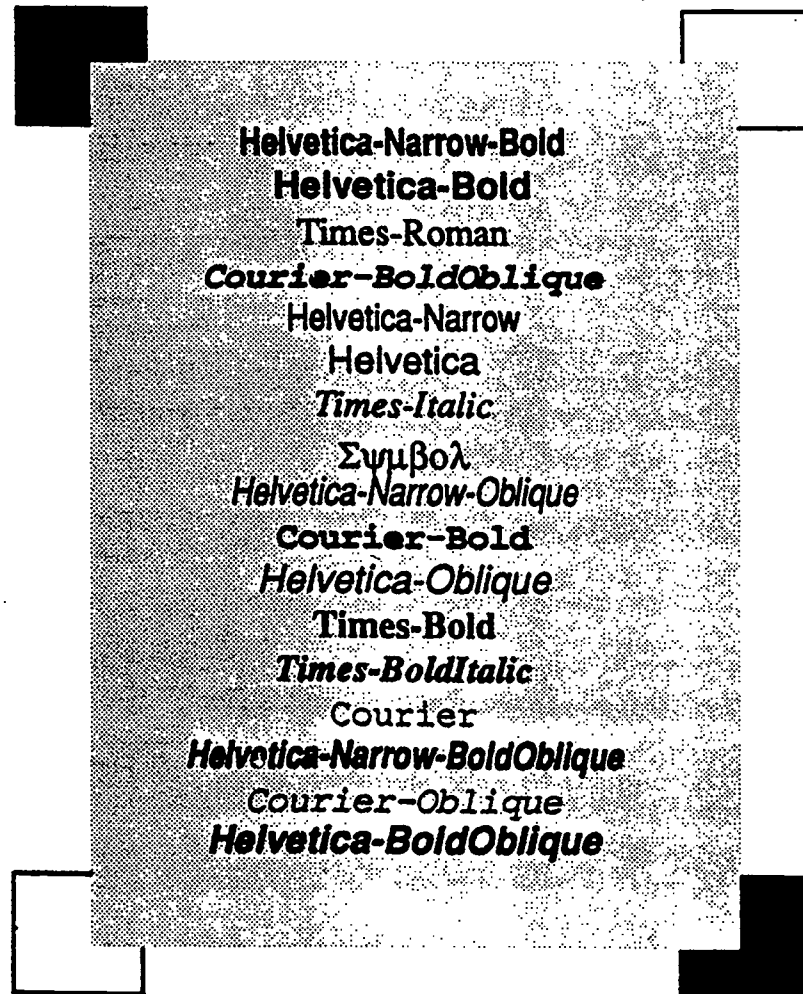 Helvetica-Narrow-Bold
Helvetica-Bold
Times-Roman
Courier-BoldOblique
Helvetica-Narrow
Helvetica
Times-Italic
Σψμβολ
Helvetica-Narrow-Oblique
Courier-Bold
Helvetica-Oblique
Times-Bold
Times-BoldItalic
Courier
Helvetica-Narrow-BoldOblique
Courier-Oblique
Helvetica-BoldOblique